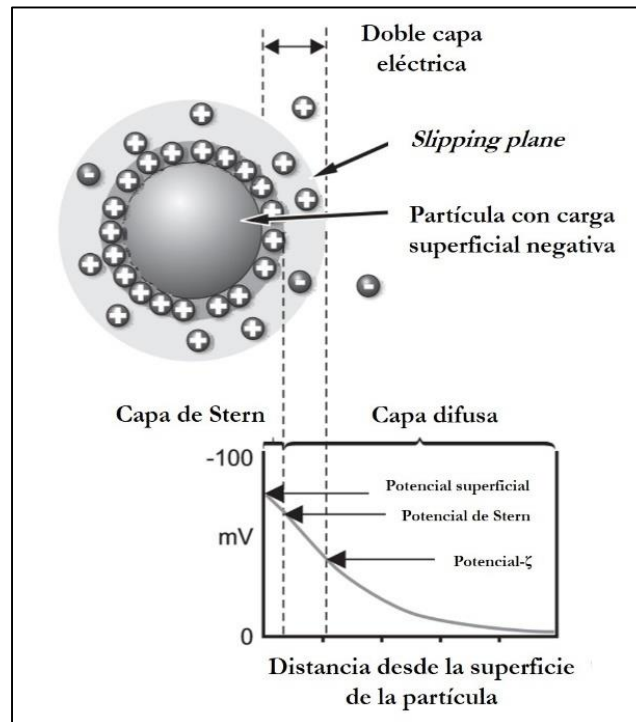 Doble capa
eléctrica
Slipping plane
Partícula con carga
superficial negativa
Capa de Stern
Capa difusa
-100
Potencial superficial
Potencial de Stern
mV
Potencial-ζ
0
Distancia desde la superficie
de la partícula